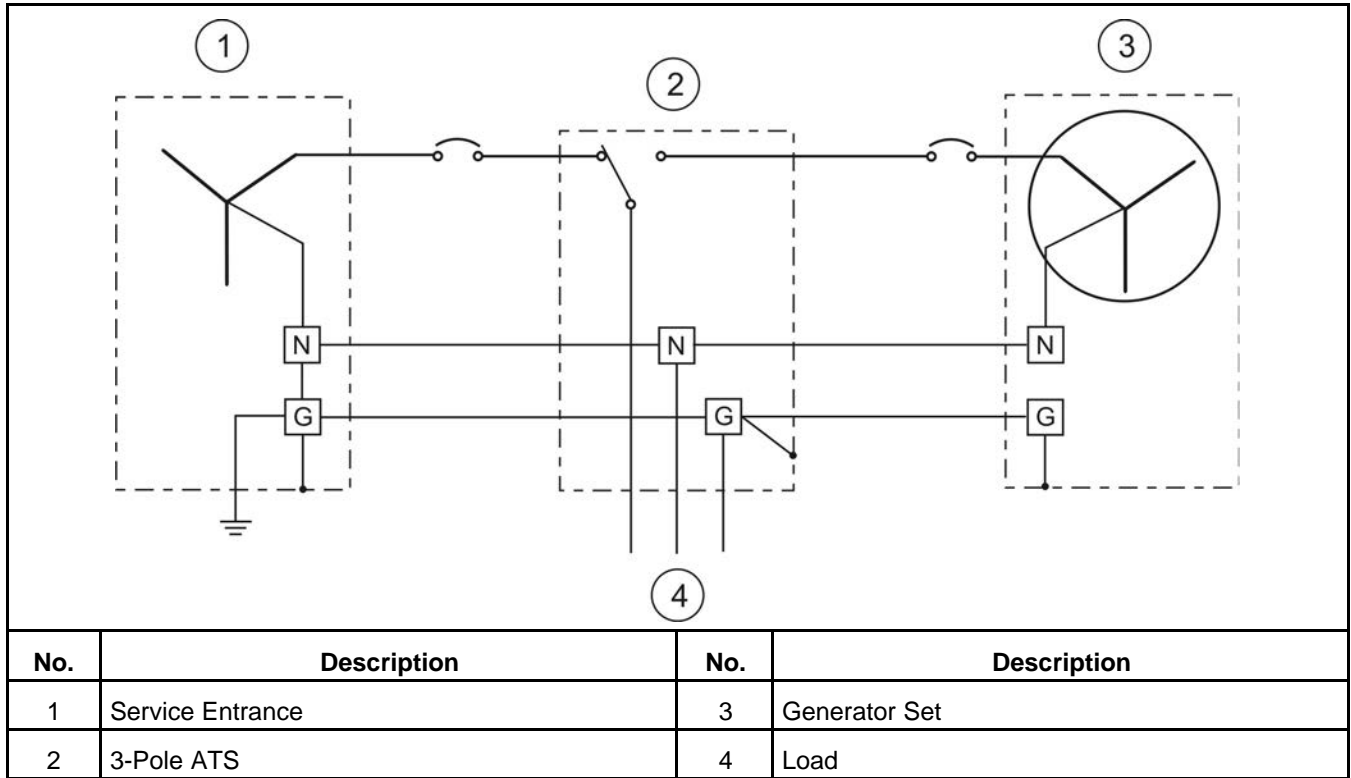 1
3
2
N
N
N
G
G
G
4
No. Description No. Description
1 Service Entrance 3 Generator Set
2 3-Pole ATS 4 Load